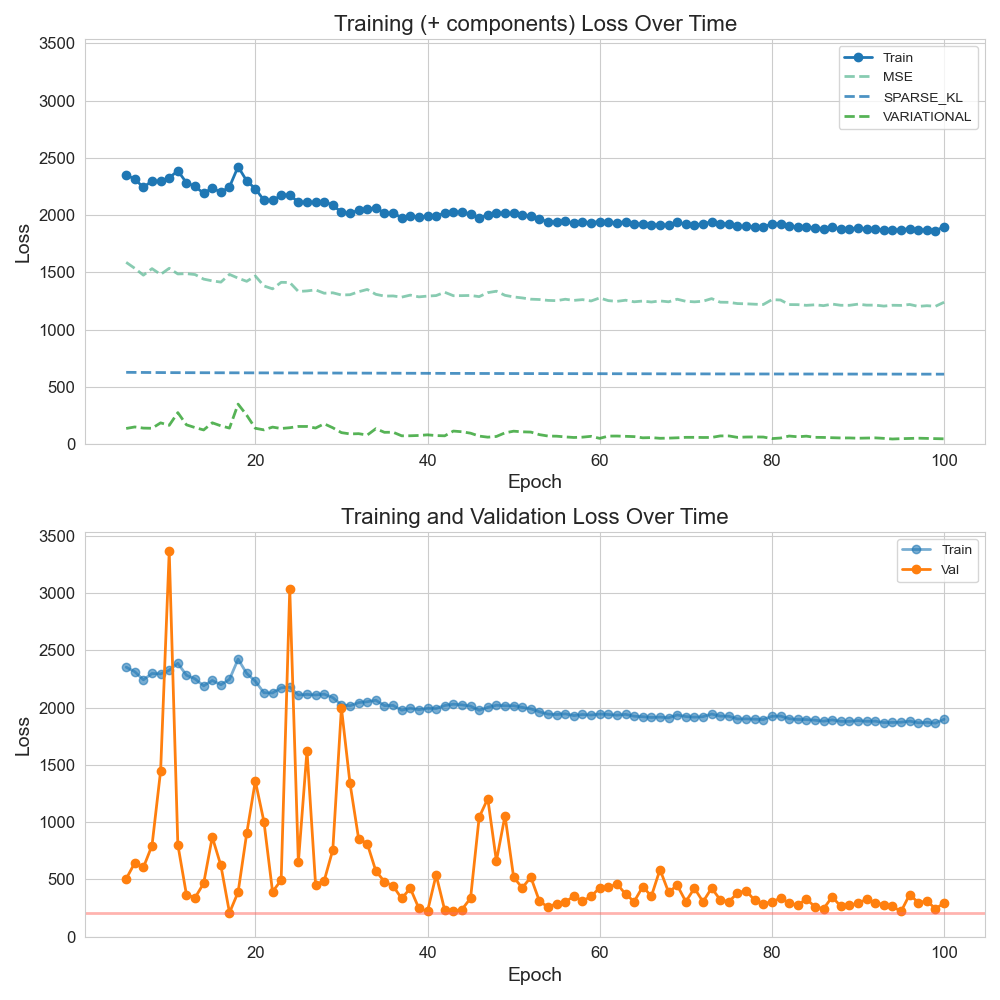 Training (+ components) Loss Over Time
3500
3000
2500
2000
1500
1000
500
0
Loss
Train
MSE
SPARSE_KL
VARIATIONAL
20 40 60 80 100
Epoch
Training and Validation Loss Over Time
3500
3000
2500
2000
1500
1000
500
0
Loss
Train
Val
20 40 60 80 100
Epoch